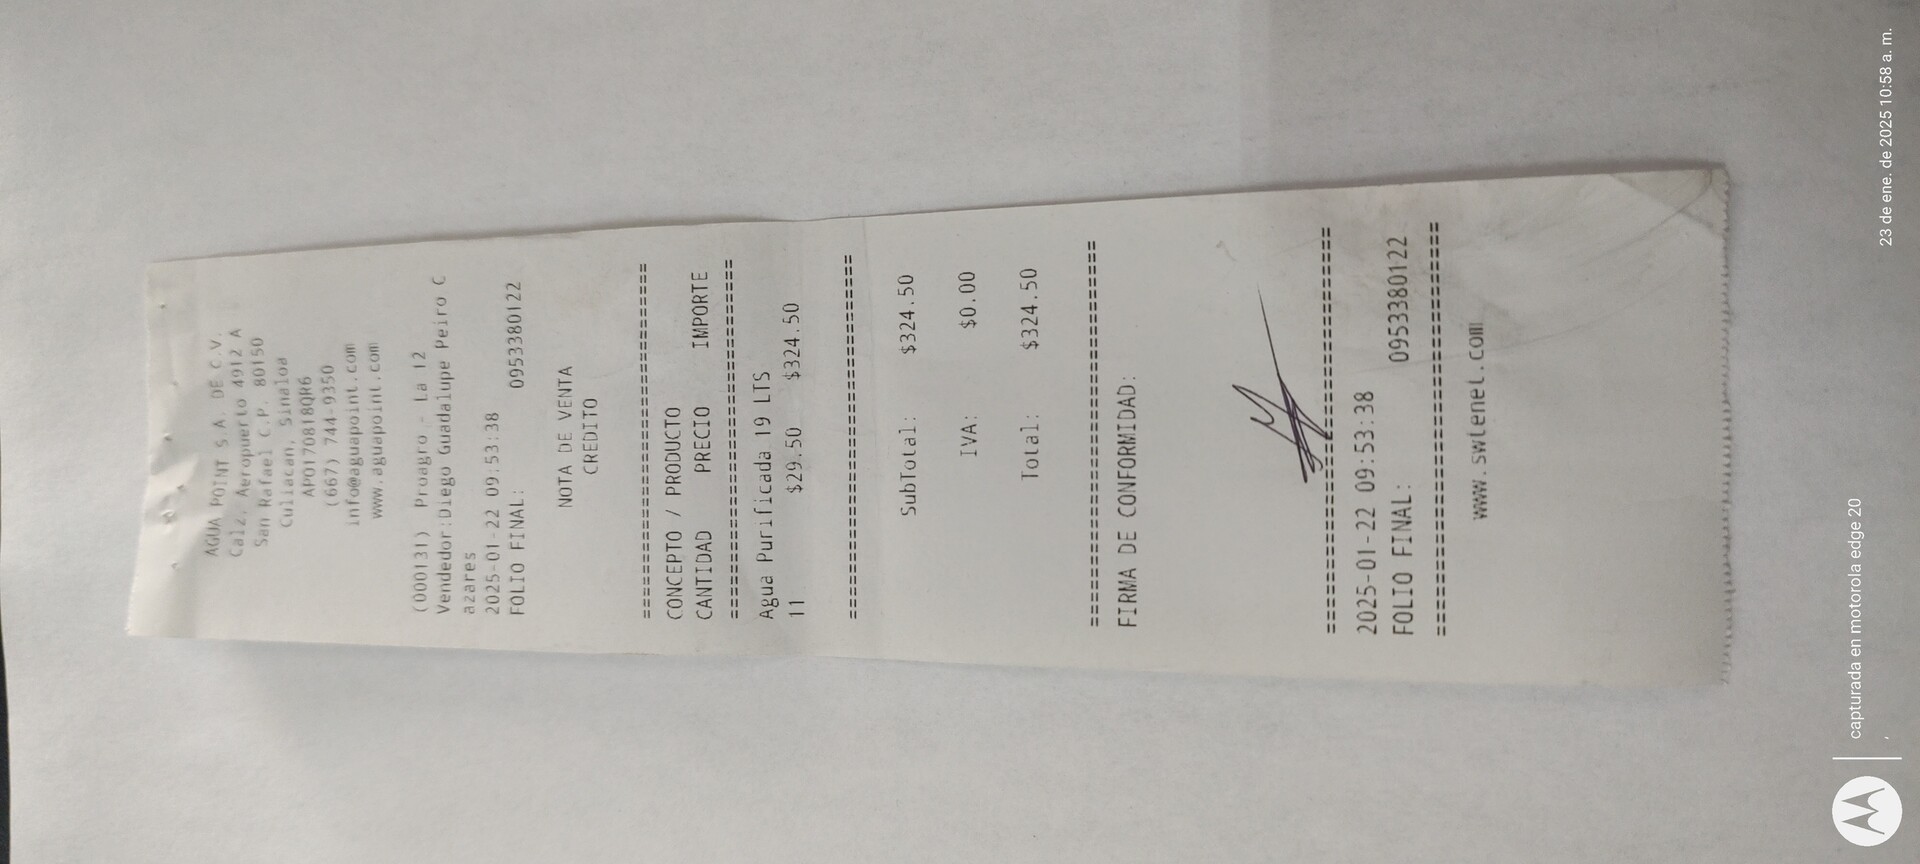 AGUA POINT S.A. DE C.V.
Calz. Aeropuerto 4912 A
San Rafael C.P. 80150
Culiacan, Sinaloa
APO170818QR6
(667) 744-9350
info@aguapoint.com
www.aguapoint.com
(000131) Proagro - La 12
Vendedor:Diego Guadalupe Peiro C
azares
2025-01-22 09:53:38
FOLIO FINAL: 0953380122
NOTA DE VENTA
CREDITO
================================
CONCEPTO / PRODUCTO
CANTIDAD PRECIO IMPORTE
================================
Agua Purificada 19 LTS
11 $29.50 $324.50
================================
SubTotal: $324.50
IVA: $0.00
Total: $324.50
================================
FIRMA DE CONFORMIDAD:
================================
2025-01-22 09:53:38
FOLIO FINAL: 0953380122
================================
www.swtenet.com
capturada en motorola edge 20
23 de ene. de 2025 10:58 a. m.